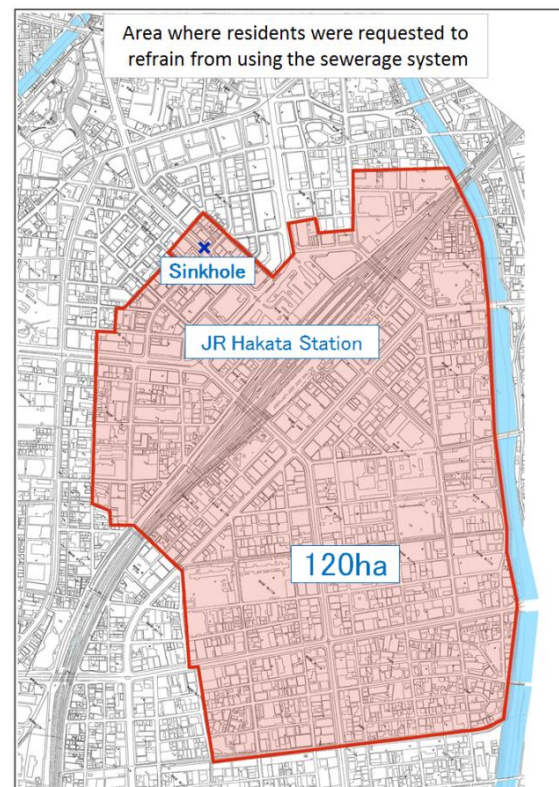 Area where residents were requested to
refrain from using the sewerage system
Sinkhole
JR Hakata Station
120ha